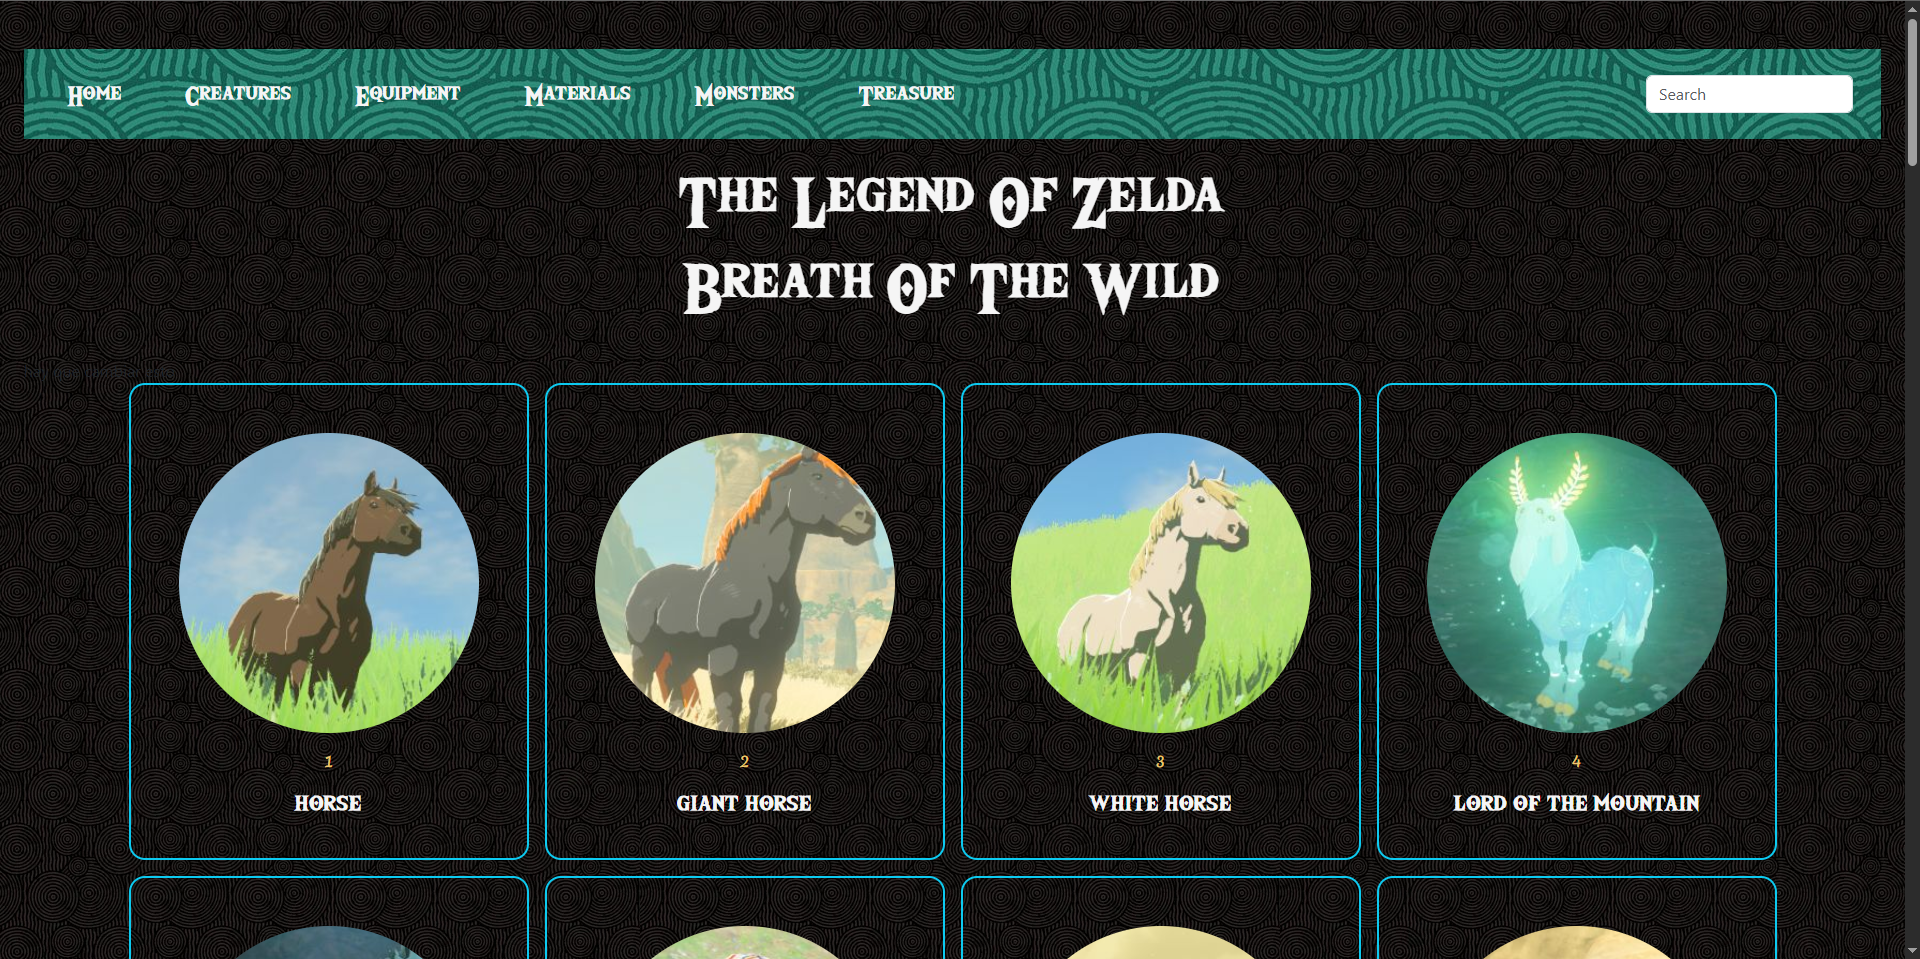 Home Creatures Equipment Materials Monsters Treasure Search
The Legend Of Zelda
Breath Of The Wild
1 2 3 4
HORSE GIANT HORSE WHITE HORSE LORD OF THE MOUNTAIN